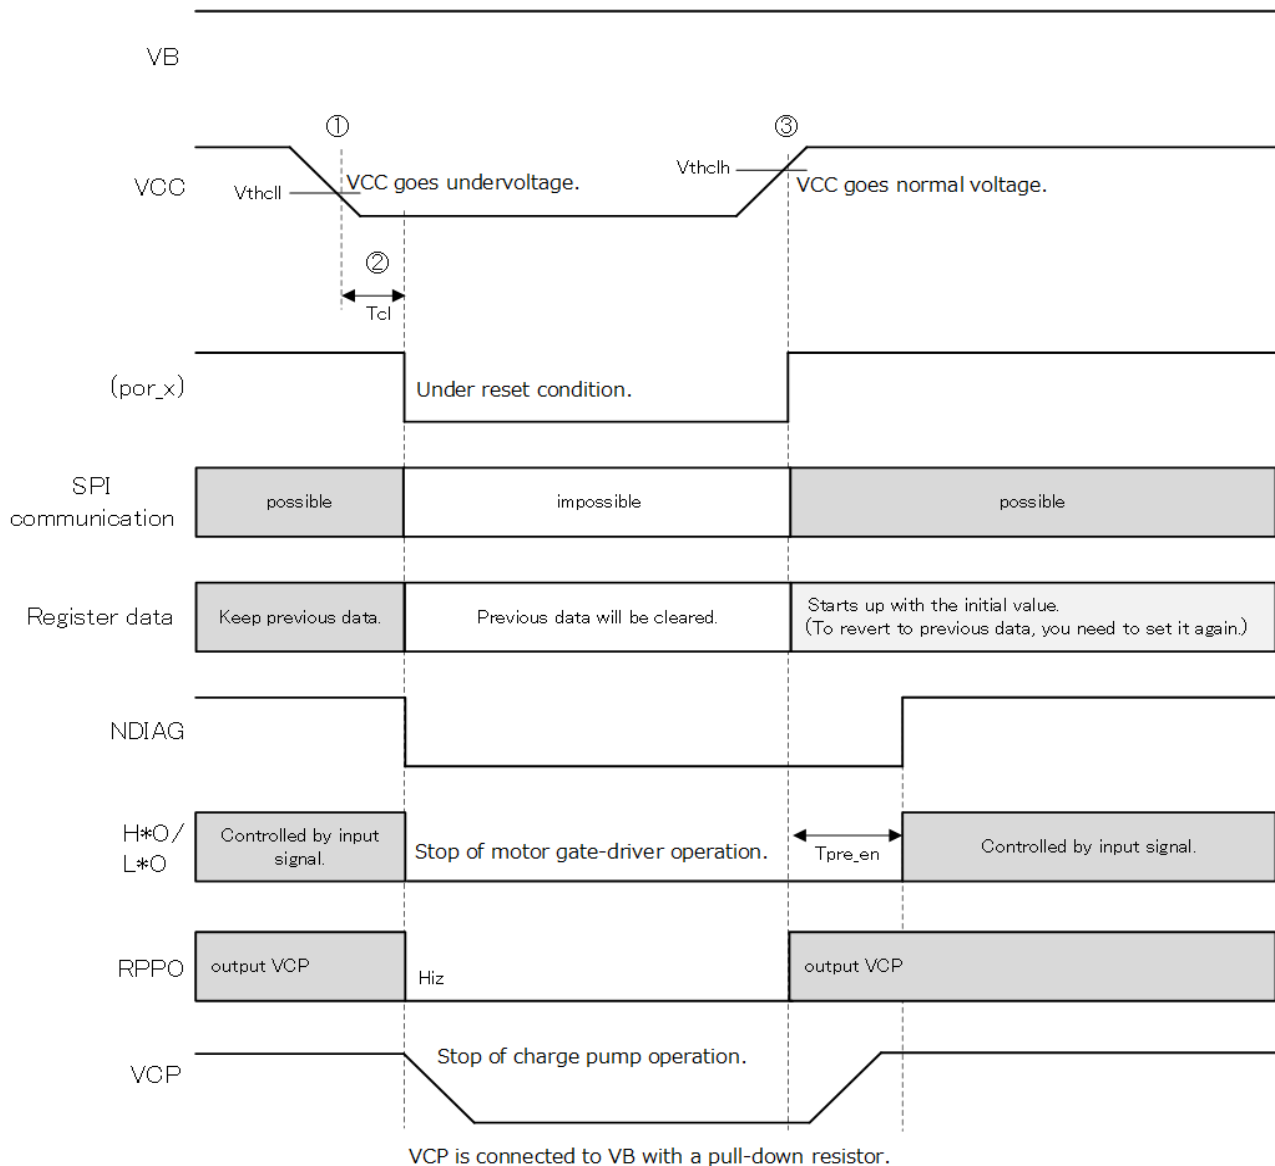 VB
①
③
VCC
Vthcll
VCC goes undervoltage.
Vthclh
VCC goes normal voltage.
②
Tcl
(por_x)
Under reset condition.
SPI
communication
possible
impossible
possible
Register data
Keep previous data.
Previous data will be cleared.
Starts up with the initial value.
(To revert to previous data, you need to set it again.)
NDIAG
H*O/
L*O
Controlled by input
signal.
Stop of motor gate-driver operation.
Tpre_en
Controlled by input signal.
RPPO
output VCP
Hiz
output VCP
VCP
Stop of charge pump operation.
VCP is connected to VB with a pull-down resistor.